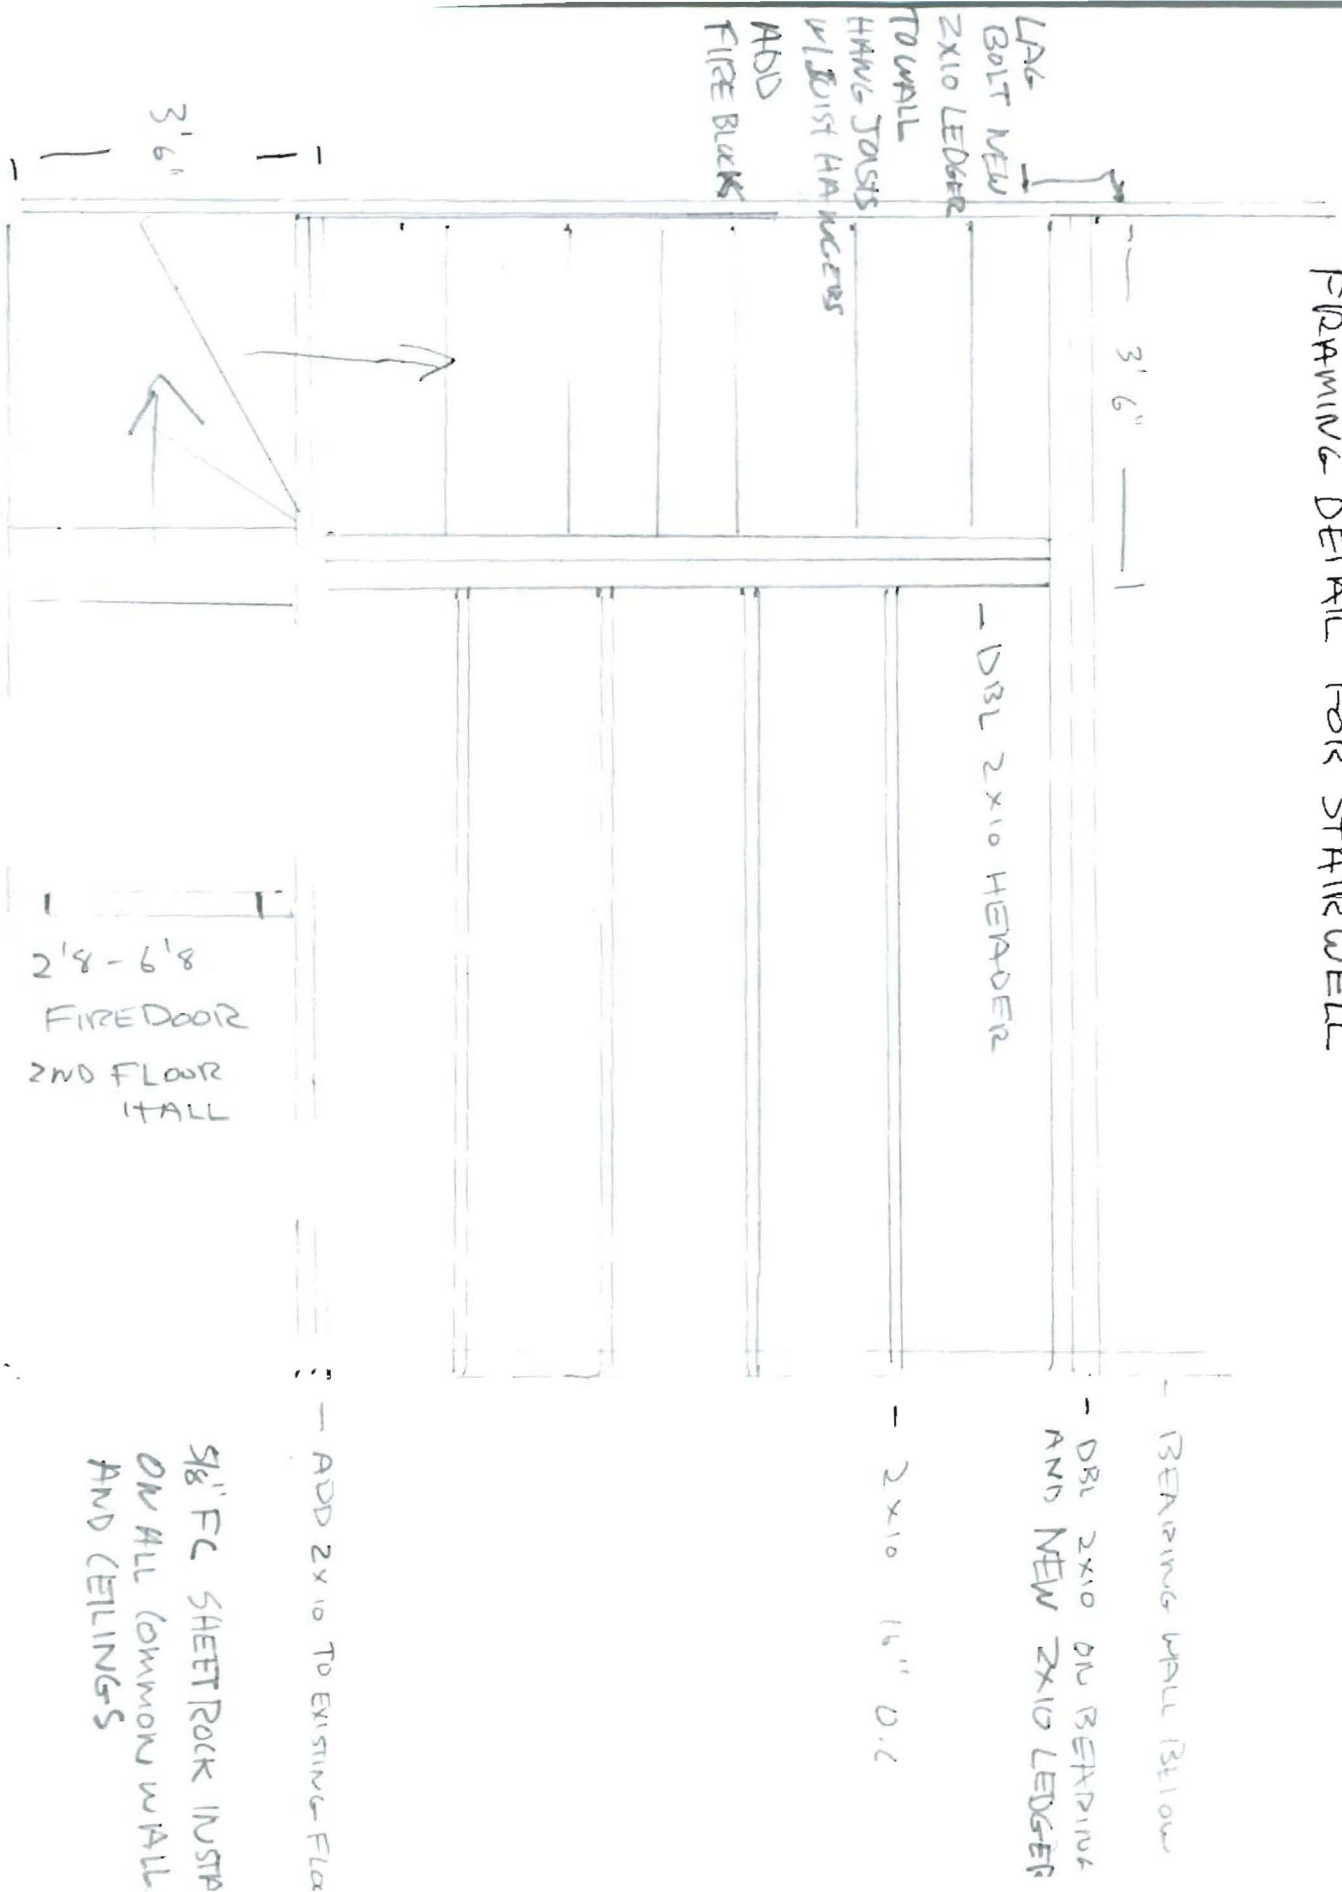 FRAMING DETAIL FOR STAIRWELL
LAG
BOLT NEW
2X10 LEDGER
TO WALL
HANG JOISTS
W/ JOIST HANGERS
ADD
FIRE BLOCK
3'6"
3'6"
- DBL 2X10 HEADER
- BEARING WALL BELOW
- DBL 2X10 ON BEARING
AND NEW 2X10 LEDGER
- 2X10 16" O.C
- ADD 2X10 TO EXISTING FLO
5/8" FC SHEETROCK INSTA
ON ALL COMMON WALL
AND CEILINGS
2'8 - 6'8
FIREDOOR
2ND FLOOR
HALL